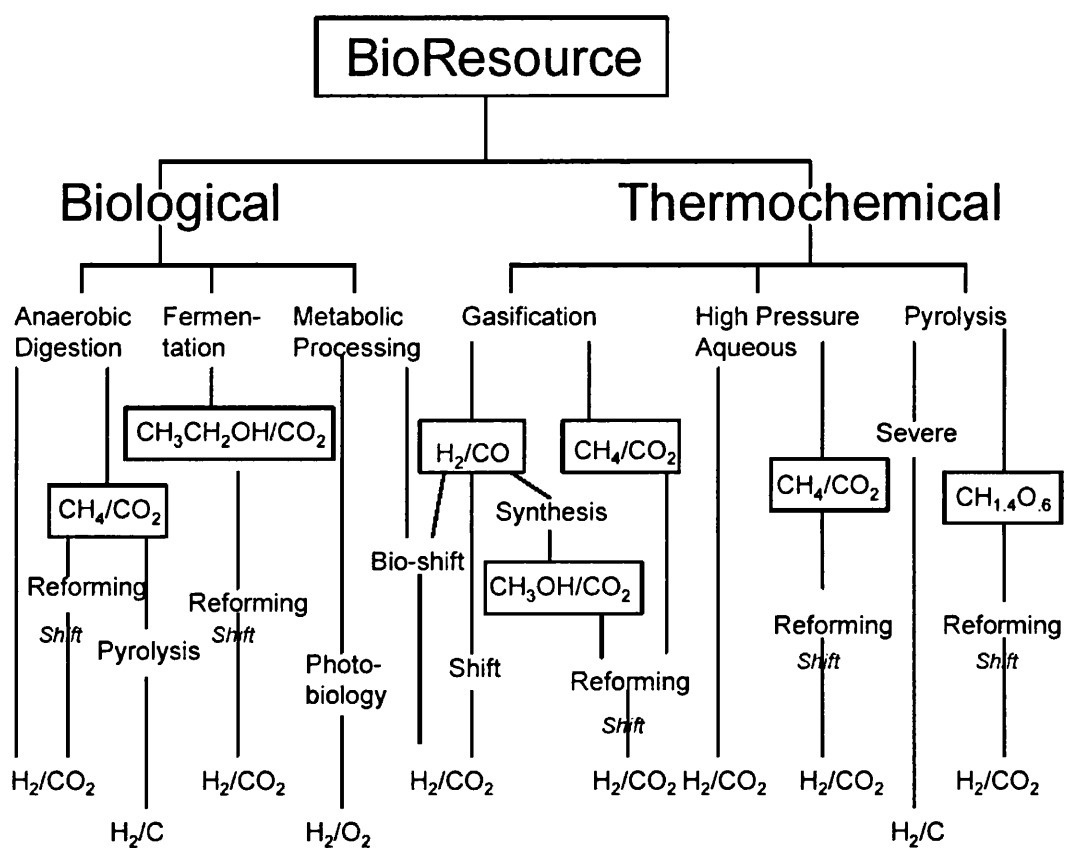 BioResource
Biological
Thermochemical
Anaerobic
Digestion
Fermen-
tation
Metabolic
Processing
Gasification
High Pressure
Aqueous
Pyrolysis
CH₃CH₂OH/CO₂
H₂/CO
CH₄/CO₂
Severe
CH₄/CO₂
CH₁.₄O.₆
CH₄/CO₂
Synthesis
Bio-shift
CH₃OH/CO₂
Reforming
Shift
Reforming
Shift
Pyrolysis
Photo-
biology
Shift
Reforming
Shift
Reforming
Shift
Reforming
Shift
H₂/CO₂
H₂/CO₂
H₂/CO₂
H₂/CO₂
H₂/CO₂
H₂/CO₂
H₂/CO₂
H₂/C
H₂/O₂
H₂/C